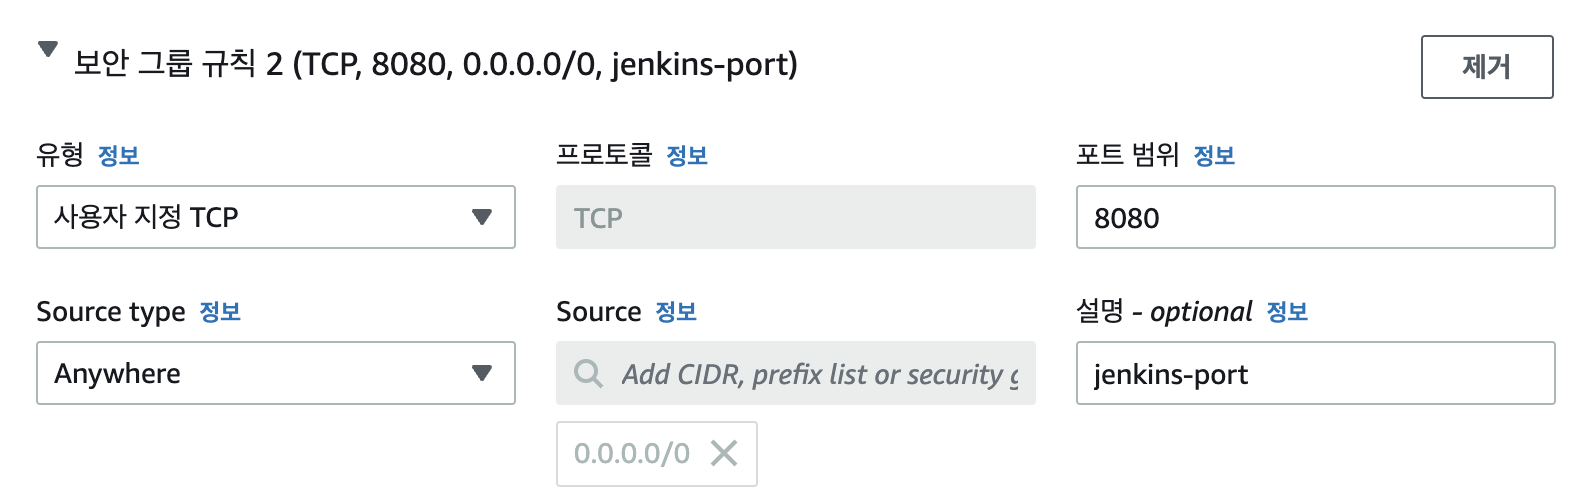 보안 그룹 규칙 2 (TCP, 8080, 0.0.0.0/0, jenkins-port)
제거
유형 정보
프로토콜 정보
포트 범위 정보
사용자 지정 TCP
TCP
8080
Source type 정보
Source 정보
설명 - optional 정보
Anywhere
Add CIDR, prefix list or security
jenkins-port
0.0.0.0/0